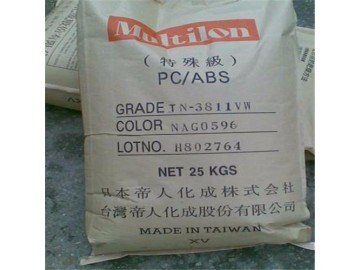 Multilon
(特殊級)
PC/ABS
GRADE TN-3811VW
COLOR NAG0596
LOTNO. H802764
NET 25 KGS
日本帝人化成株式会社
台灣帝人化成股份有限公司
MADE IN TAIWAN
XV